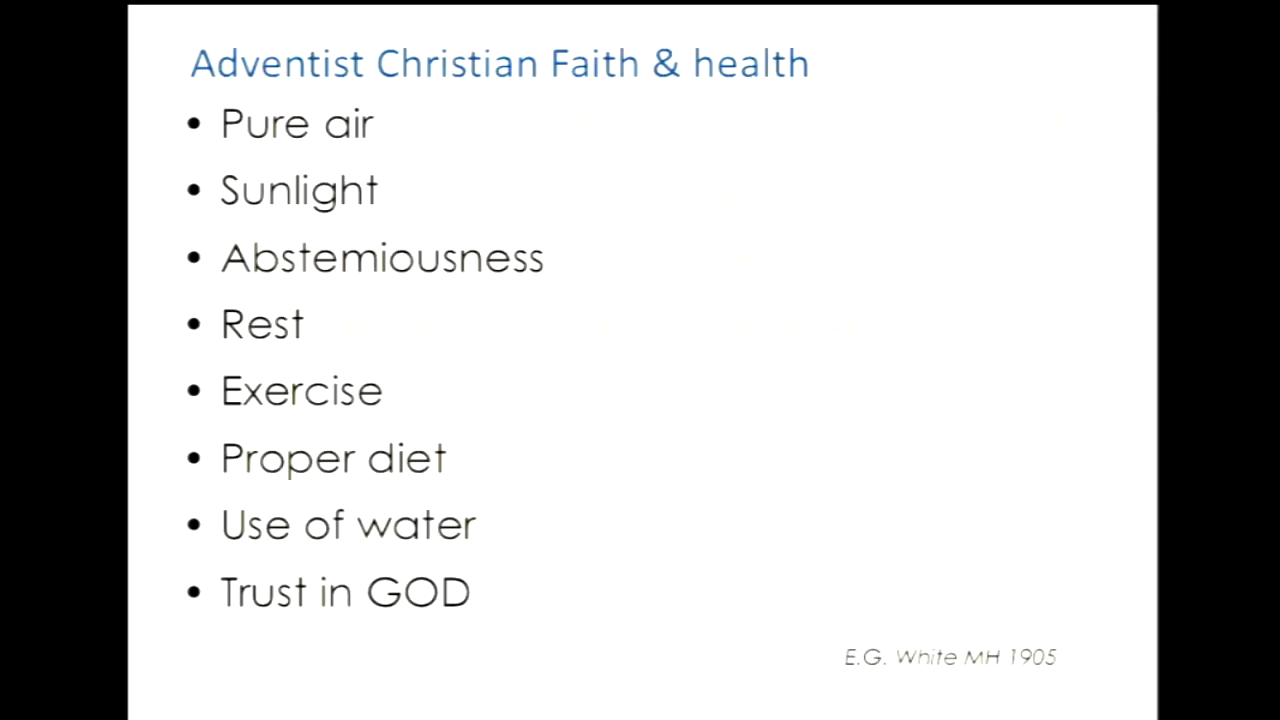 Adventist Christian Faith & health
• Pure air
• Sunlight
• Abstemiousness
• Rest
• Exercise
• Proper diet
• Use of water
• Trust in GOD
E.G. White MH 1905